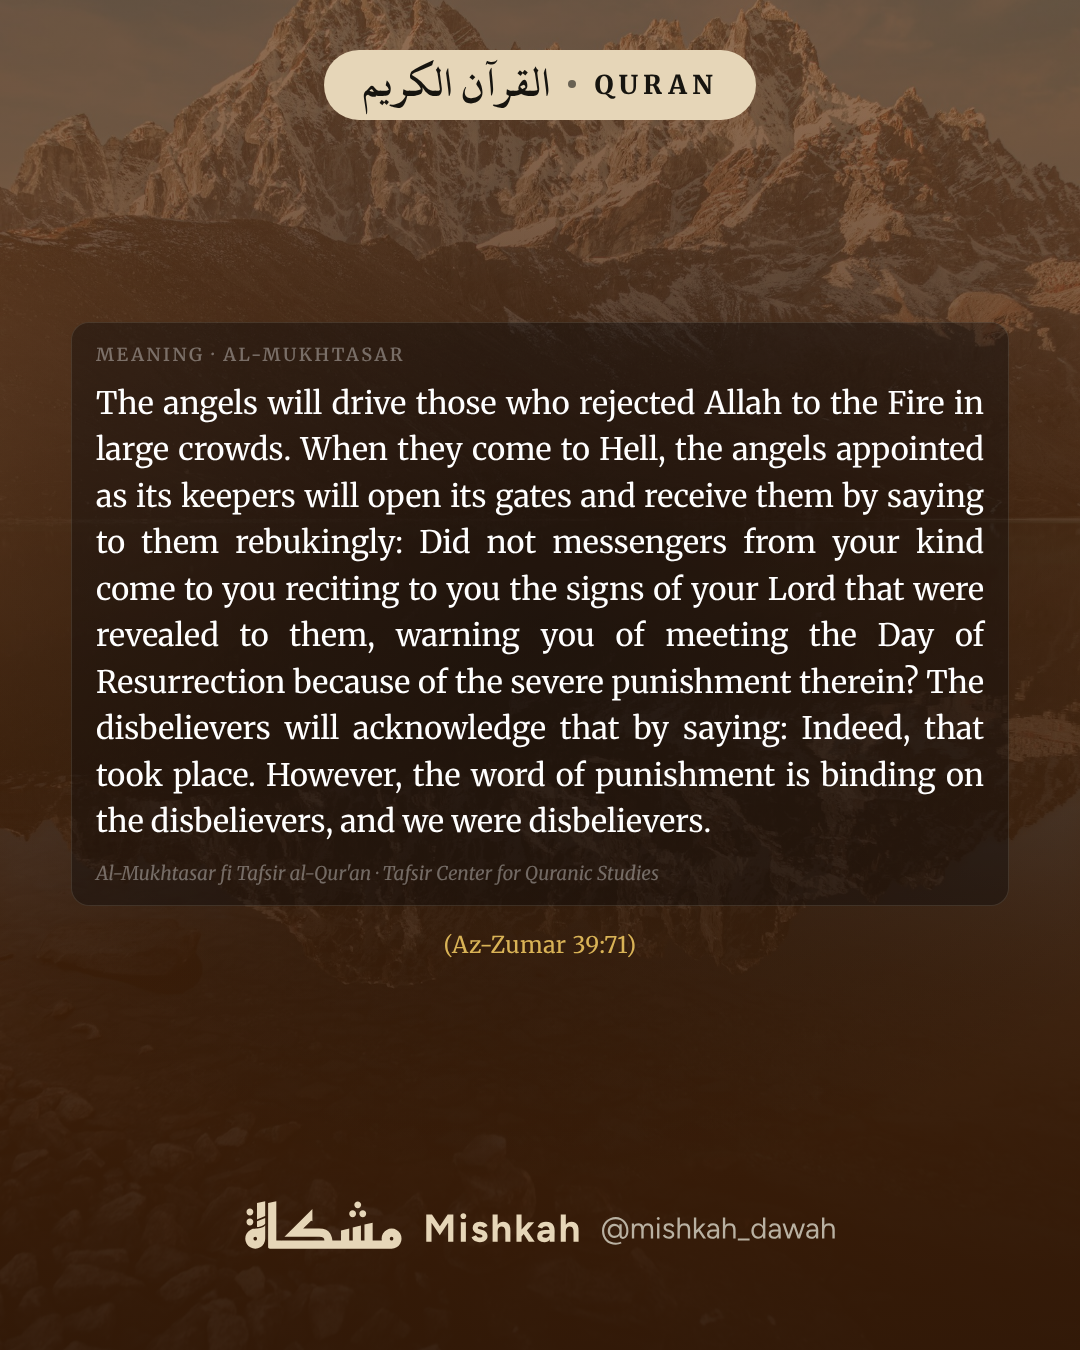 القرآن الكريم • QURAN
MEANING · AL-MUKHTASAR
The angels will drive those who rejected Allah to the Fire in
large crowds. When they come to Hell, the angels appointed
as its keepers will open its gates and receive them by saying
to them rebukingly: Did not messengers from your kind
come to you reciting to you the signs of your Lord that were
revealed to them, warning you of meeting the Day of
Resurrection because of the severe punishment therein? The
disbelievers will acknowledge that by saying: Indeed, that
took place. However, the word of punishment is binding on
the disbelievers, and we were disbelievers.
Al-Mukhtasar fi Tafsir al-Qur'an · Tafsir Center for Quranic Studies
(Az-Zumar 39:71)
مشكاة Mishkah @mishkah_dawah